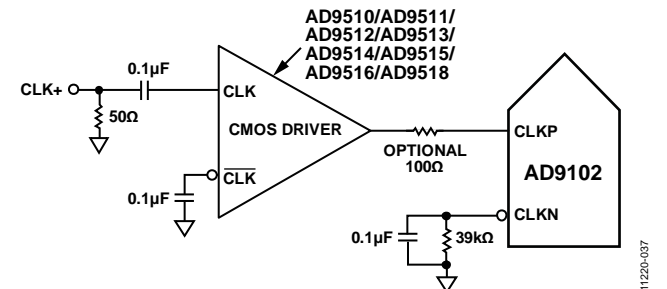 AD9510/AD9511/
AD9512/AD9513/
AD9514/AD9515/
AD9516/AD9518
CLK+
0.1µF
50Ω
CLK
CMOS DRIVER
CLK
0.1µF
OPTIONAL
100Ω
CLKP
AD9102
CLKN
0.1µF
39kΩ
11220-037